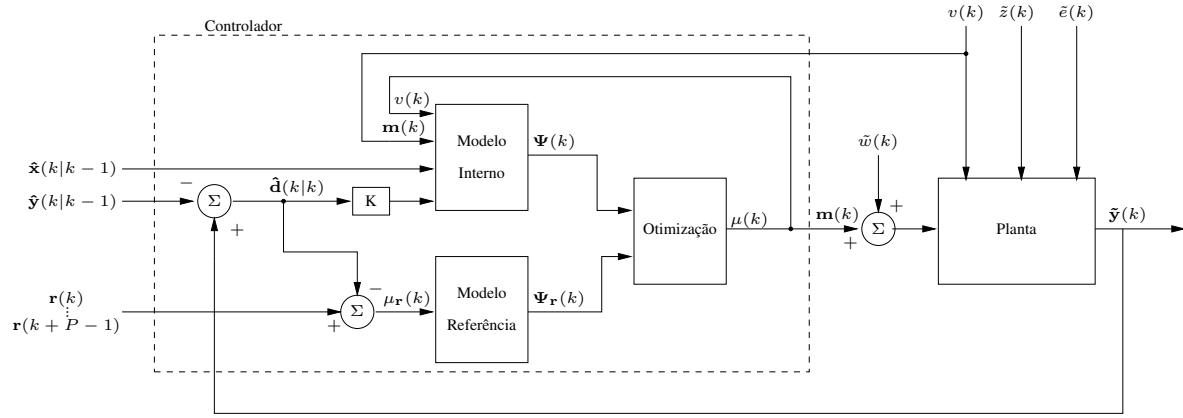 Controlador
v(k) z̃(k) ẽ(k)
v(k)
m(k)
Modelo
Interno
Ψ(k)
w̃(k)
x̂(k|k − 1)
ŷ(k|k − 1)
−
Σ
+
d̂(k|k)
K
Otimização
μ(k)
m(k)
+
Σ
+
Planta
ỹ(k)
r(k)
⋮
r(k + P − 1)
−
Σ
+
μr(k)
Modelo
Referência
Ψr(k)